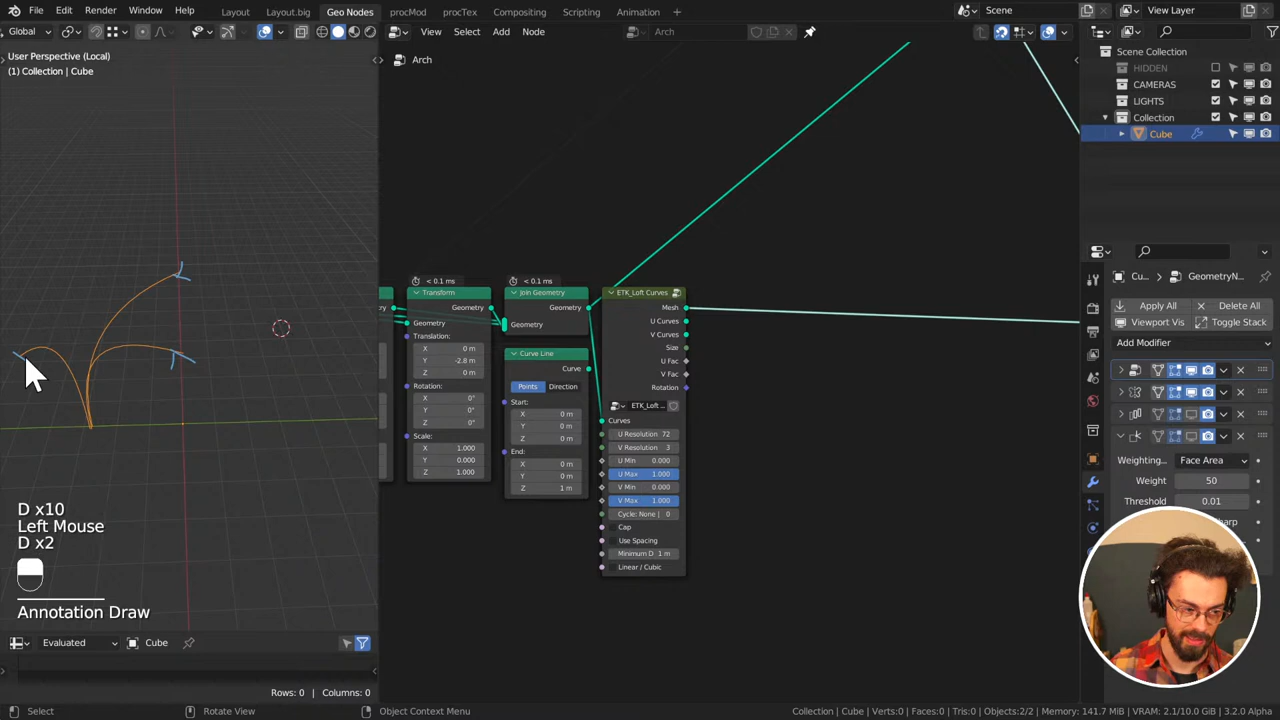 File Edit Render Window Help Layout Layout.big Geo Nodes procMod procTex Compositing Scripting Animation + Scene View Layer
Global View Select Add Node Arch
User Perspective (Local)
(1) Collection | Cube
Arch
Scene Collection
HIDDEN
CAMERAS
LIGHTS
Collection
Cube
< 0.1 ms
Transform
Geometry
Geometry
Translation:
X 0 m
Y -2.8 m
Z 0 m
Rotation:
X 0°
Y 0°
Z 0°
Scale:
X 1.000
Y 0.000
Z 1.000
< 0.1 ms
Join Geometry
Geometry
Geometry
Curve Line
Curve
Points Direction
Start:
X 0 m
Y 0 m
Z 0 m
End:
X 0 m
Y 0 m
Z 1 m
ETK_Loft Curves
Mesh
U Curves
V Curves
Size
U Fac
V Fac
Rotation
ETK_Loft ...
Curves
U Resolution 72
V Resolution 3
U Min 0.000
U Max 1.000
V Min 0.000
V Max 1.000
Cycle: None | 0
Cap
Use Spacing
Minimum D 1 m
Linear / Cubic
Cu... GeometryN...
Apply All Delete All
Viewport Vis Toggle Stack
Add Modifier
Weighting... Face Area
Weight 50
Threshold 0.01
D x10
Left Mouse
D x2
Annotation Draw
Evaluated Cube
Rows: 0 | Columns: 0
Select Rotate View Object Context Menu Collection | Cube | Verts:0 | Faces:0 | Tris:0 | Objects:2/2 | Memory: 141.7 MiB | VRAM: 2.1/10.0 GiB | 3.2.0 Alpha